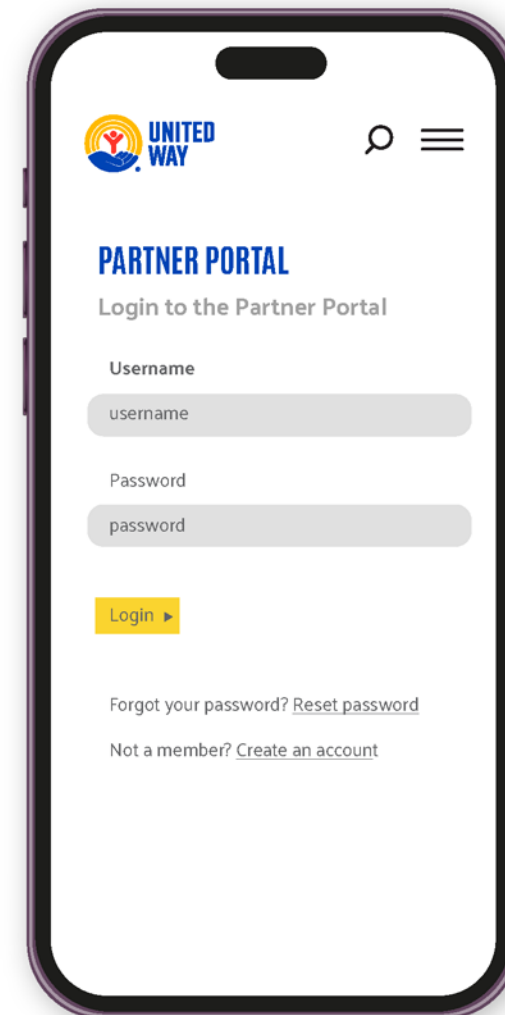 UNITED
WAY
PARTNER PORTAL
Login to the Partner Portal
Username
username
Password
password
Login
Forgot your password? Reset password
Not a member? Create an account